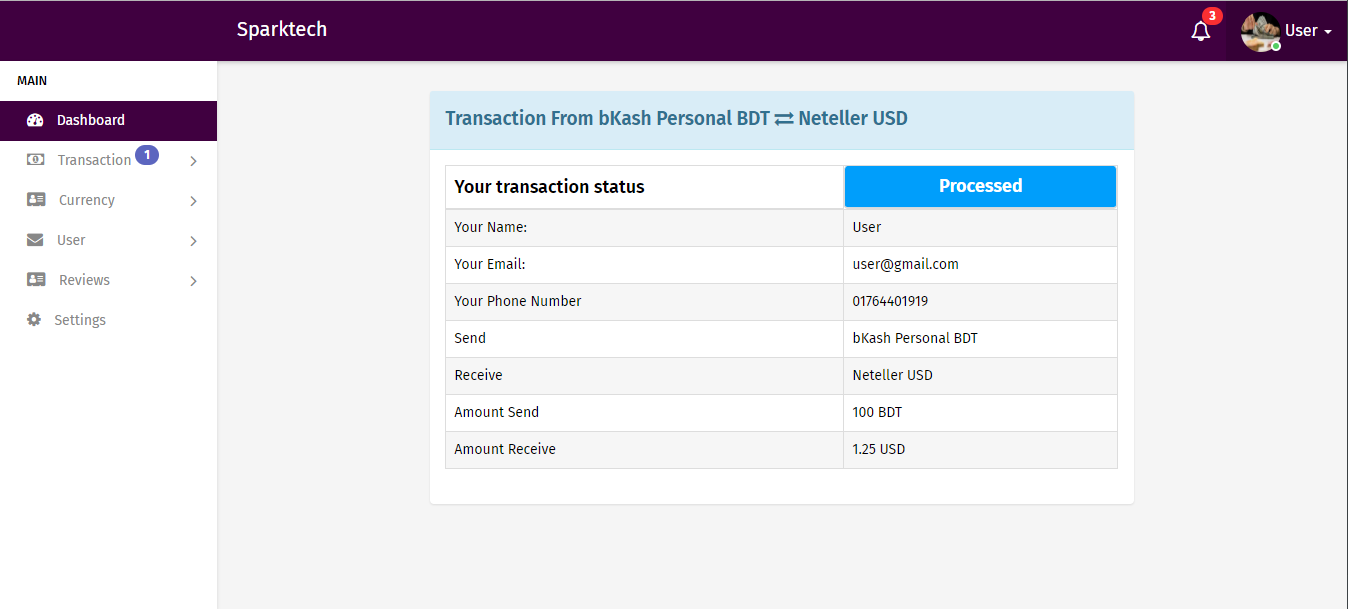 Sparktech
3
User
MAIN
Dashboard
Transaction 1
Currency
User
Reviews
Settings
Transaction From bKash Personal BDT ⇄ Neteller USD
Your transaction status Processed
Your Name: User
Your Email: user@gmail.com
Your Phone Number 01764401919
Send bKash Personal BDT
Receive Neteller USD
Amount Send 100 BDT
Amount Receive 1.25 USD